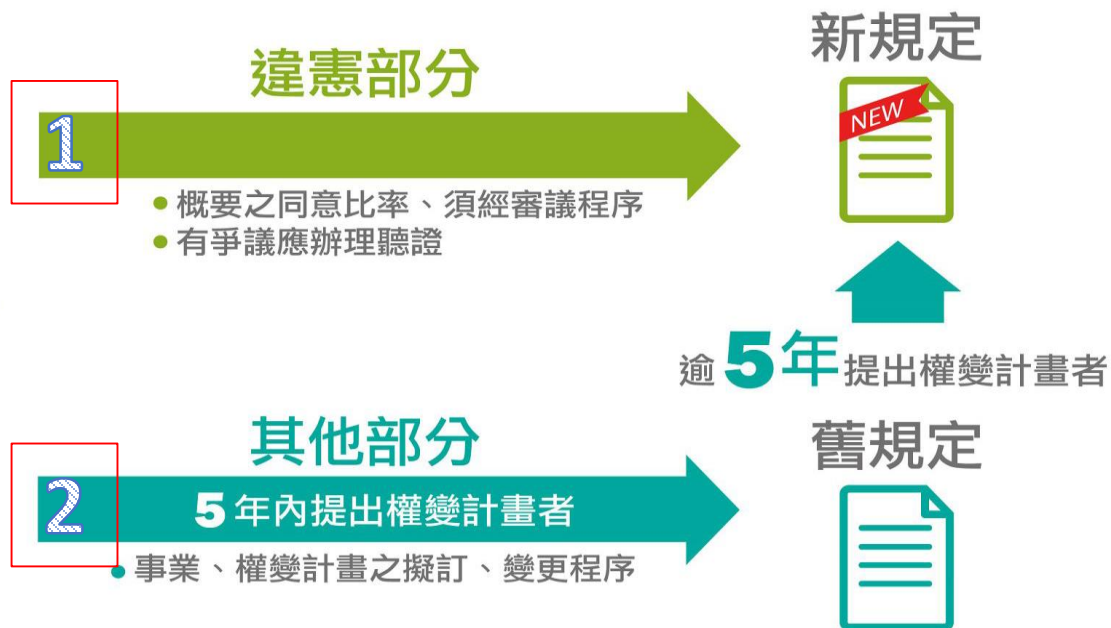 新規定
違憲部分
NEW
1
• 概要之同意比率、須經審議程序
• 有爭議應辦理聽證
逾5年提出權變計畫者
其他部分
舊規定
2
5年內提出權變計畫者
• 事業、權變計畫之擬訂、變更程序